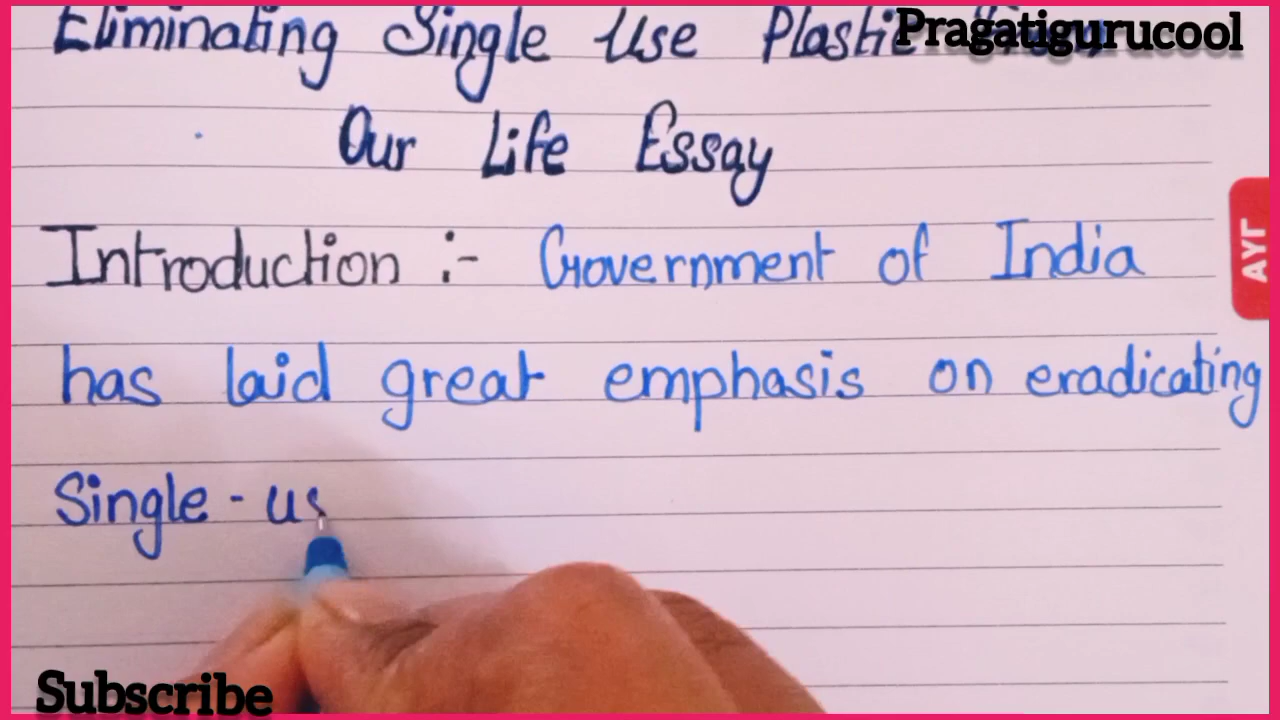 Eliminating Single Use Plastic
Pragatigurucool
Our Life Essay
Introduction :- Government of India
has laid great emphasis on eradicating
Single - us
Subscribe